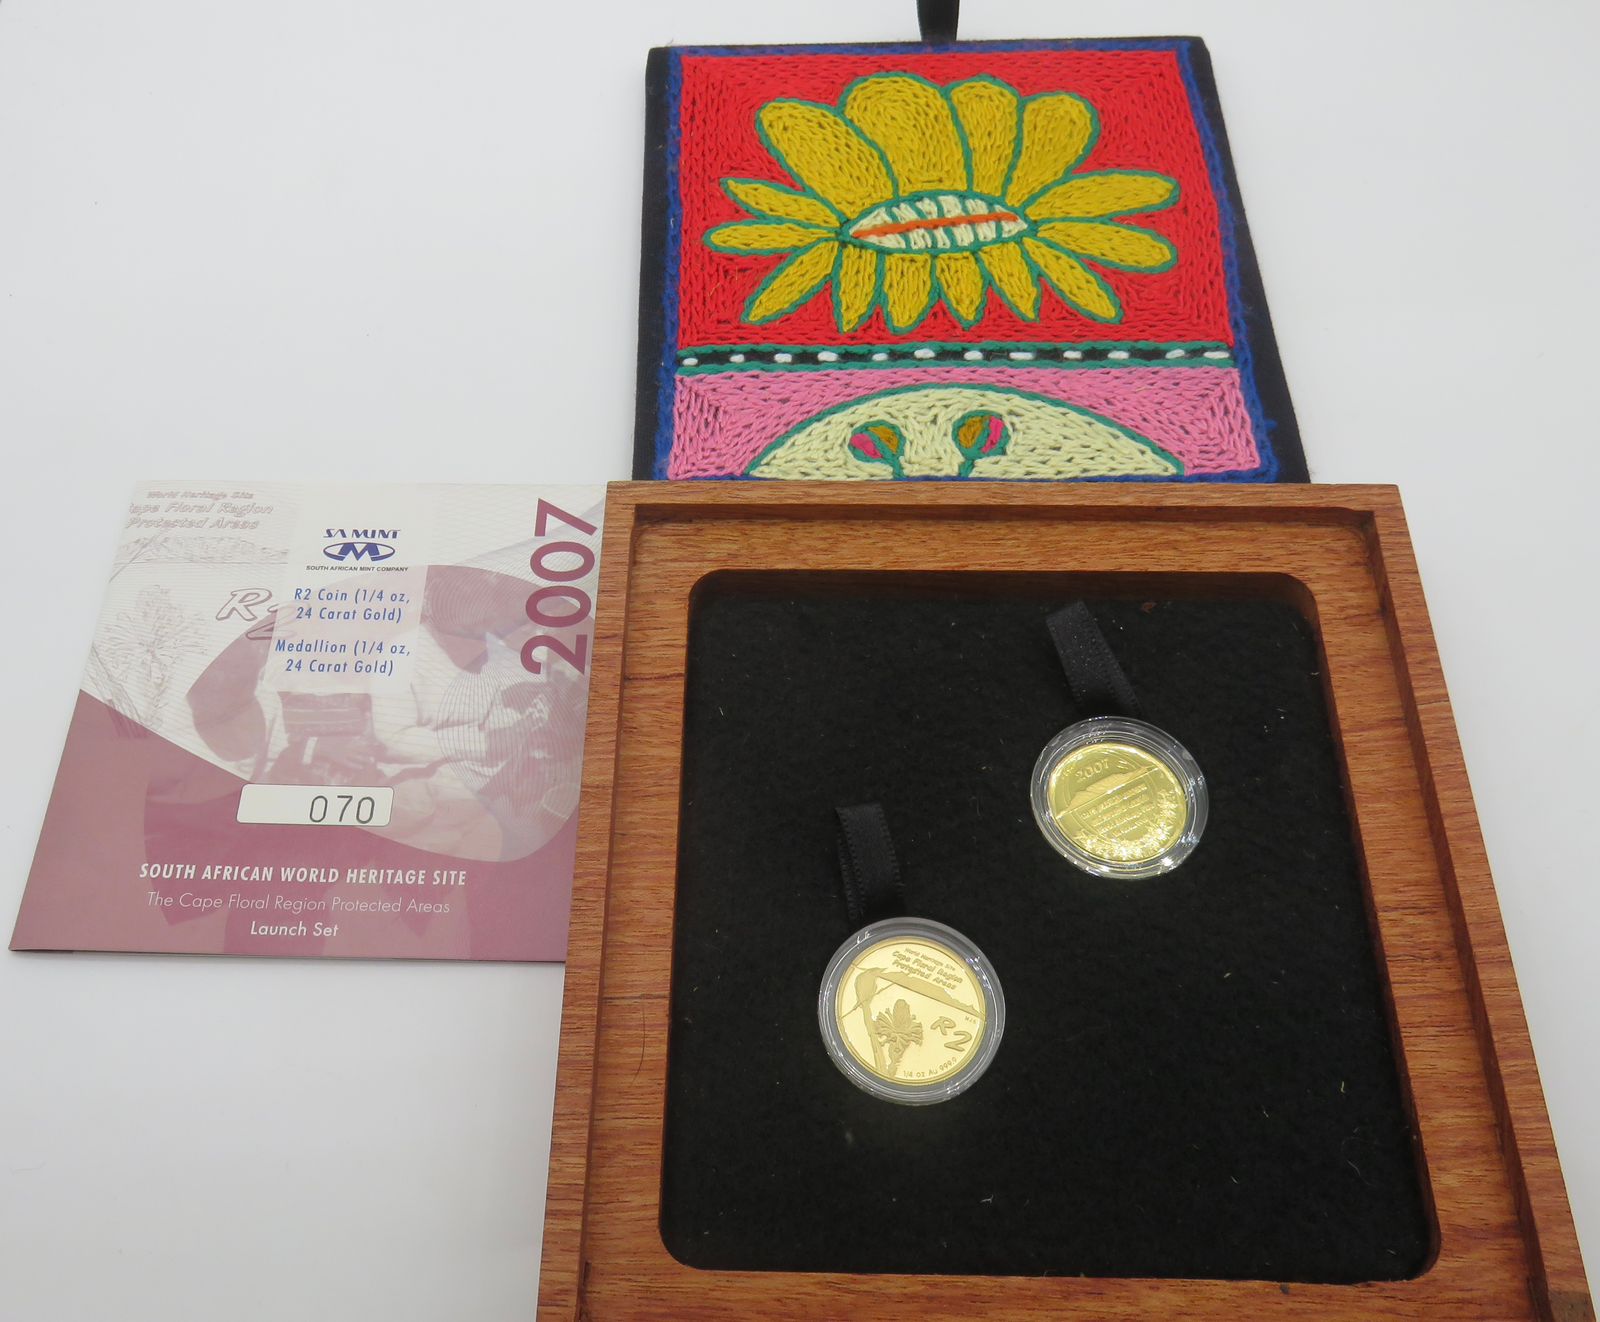 World Heritage Site
Cape Floral Region
Protected Areas
SA MINT
SOUTH AFRICAN MINT COMPANY
R2
R2 Coin (1/4 oz,
24 Carat Gold)
Medallion (1/4 oz,
24 Carat Gold)
2007
070
SOUTH AFRICAN WORLD HERITAGE SITE
The Cape Floral Region Protected Areas
Launch Set
2007
World Heritage Site
Cape Floral Region
Protected Areas
R2
1/4 oz Au 999.9